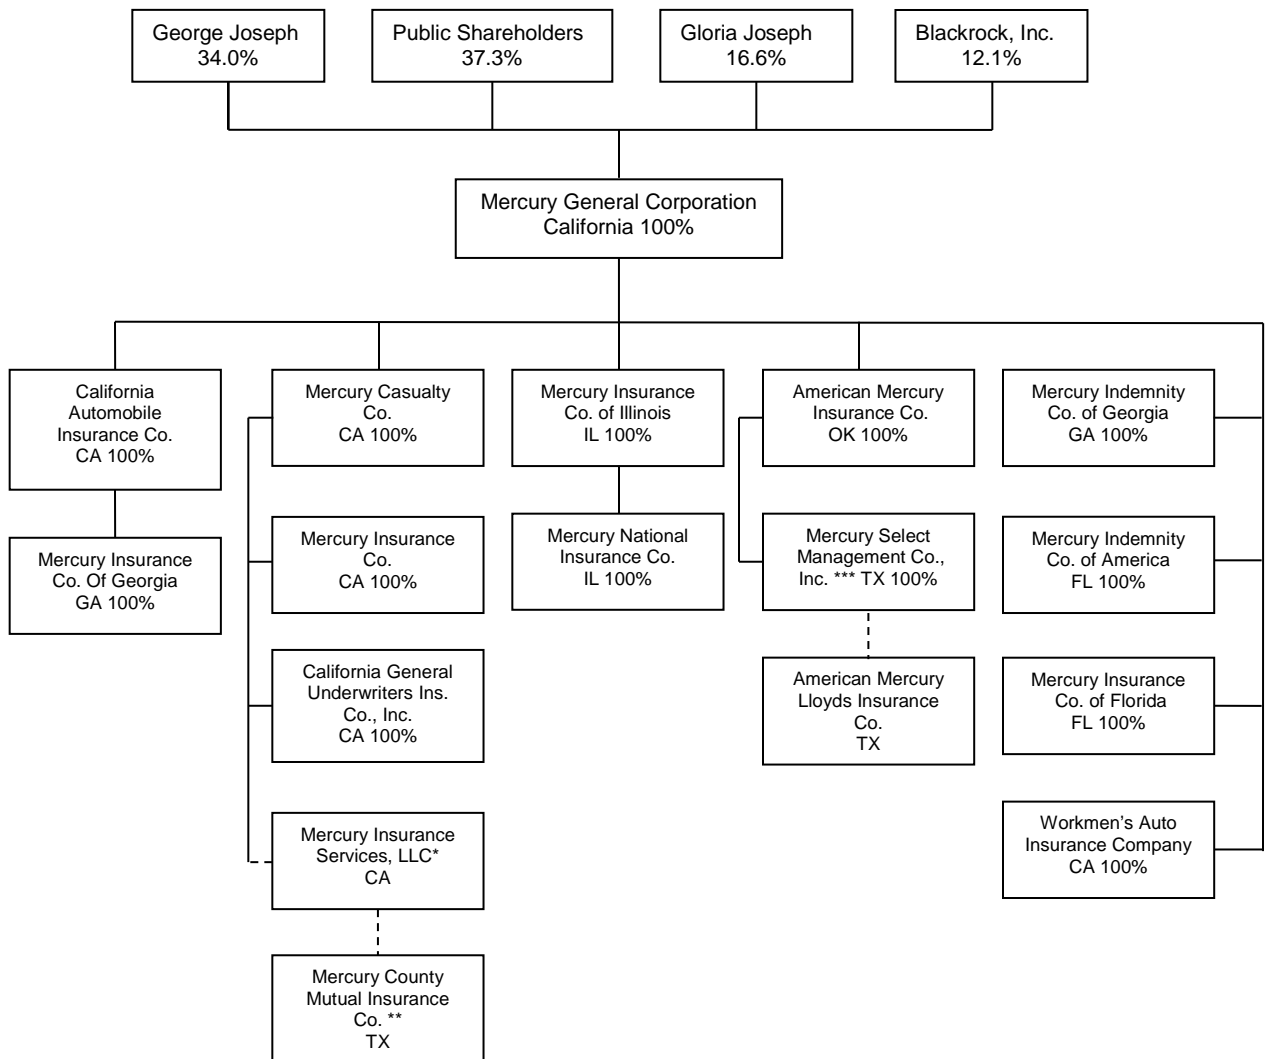 George Joseph
34.0%
Public Shareholders
37.3%
Gloria Joseph
16.6%
Blackrock, Inc.
12.1%
Mercury General Corporation
California 100%
California
Automobile
Insurance Co.
CA 100%
Mercury Casualty
Co.
CA 100%
Mercury Insurance
Co. of Illinois
IL 100%
American Mercury
Insurance Co.
OK 100%
Mercury Indemnity
Co. of Georgia
GA 100%
Mercury Insurance
Co. Of Georgia
GA 100%
Mercury Insurance
Co.
CA 100%
Mercury National
Insurance Co.
IL 100%
Mercury Select
Management Co.,
Inc. *** TX 100%
Mercury Indemnity
Co. of America
FL 100%
California General
Underwriters Ins.
Co., Inc.
CA 100%
American Mercury
Lloyds Insurance
Co.
TX
Mercury Insurance
Co. of Florida
FL 100%
Mercury Insurance
Services, LLC*
CA
Workmen’s Auto
Insurance Company
CA 100%
Mercury County
Mutual Insurance
Co. **
TX